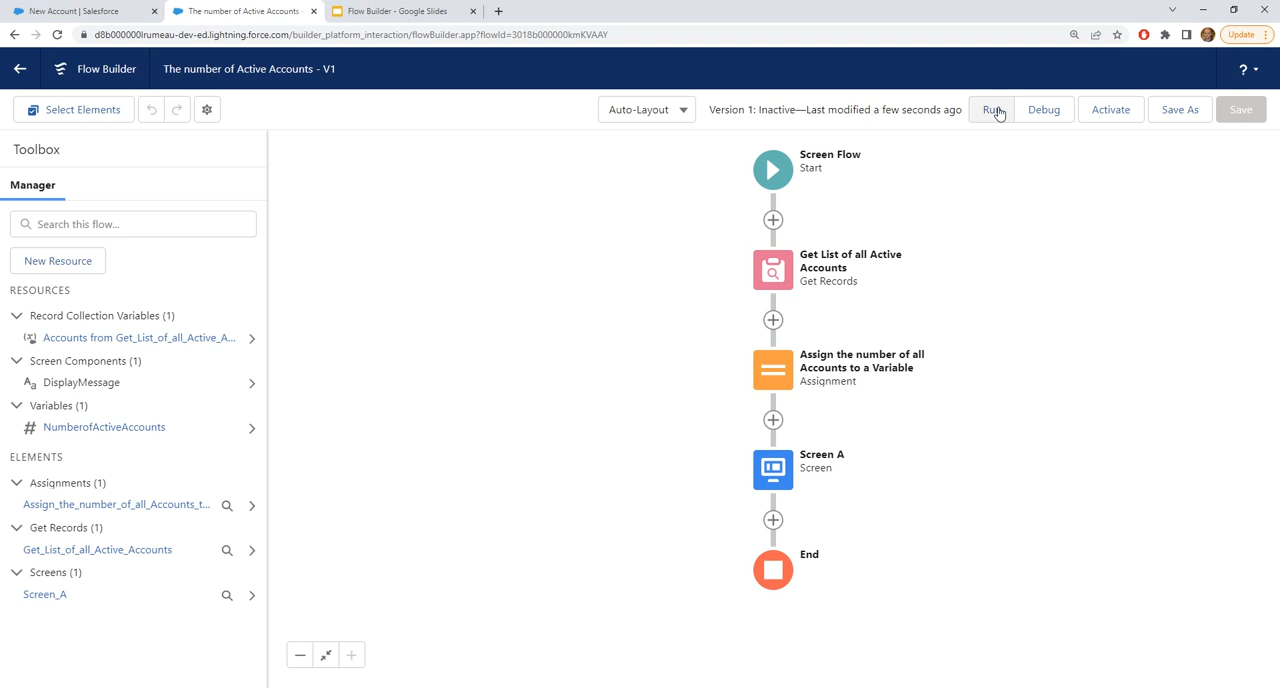 New Account | Salesforce
The number of Active Accounts
Flow Builder - Google Slides
d8b000000lrumeau-dev-ed.lightning.force.com/builder_platform_interaction/flowBuilder.app?flowId=3018b000000kmKVAAY
Update
Flow Builder
The number of Active Accounts - V1
?
Select Elements
Auto-Layout
Version 1: Inactive—Last modified a few seconds ago
Run
Debug
Activate
Save As
Save
Toolbox
Manager
Search this flow...
New Resource
RESOURCES
Record Collection Variables (1)
Accounts from Get_List_of_all_Active_A...
Screen Components (1)
DisplayMessage
Variables (1)
NumberofActiveAccounts
ELEMENTS
Assignments (1)
Assign_the_number_of_all_Accounts_t...
Get Records (1)
Get_List_of_all_Active_Accounts
Screens (1)
Screen_A
Screen Flow
Start
Get List of all Active
Accounts
Get Records
Assign the number of all
Accounts to a Variable
Assignment
Screen A
Screen
End